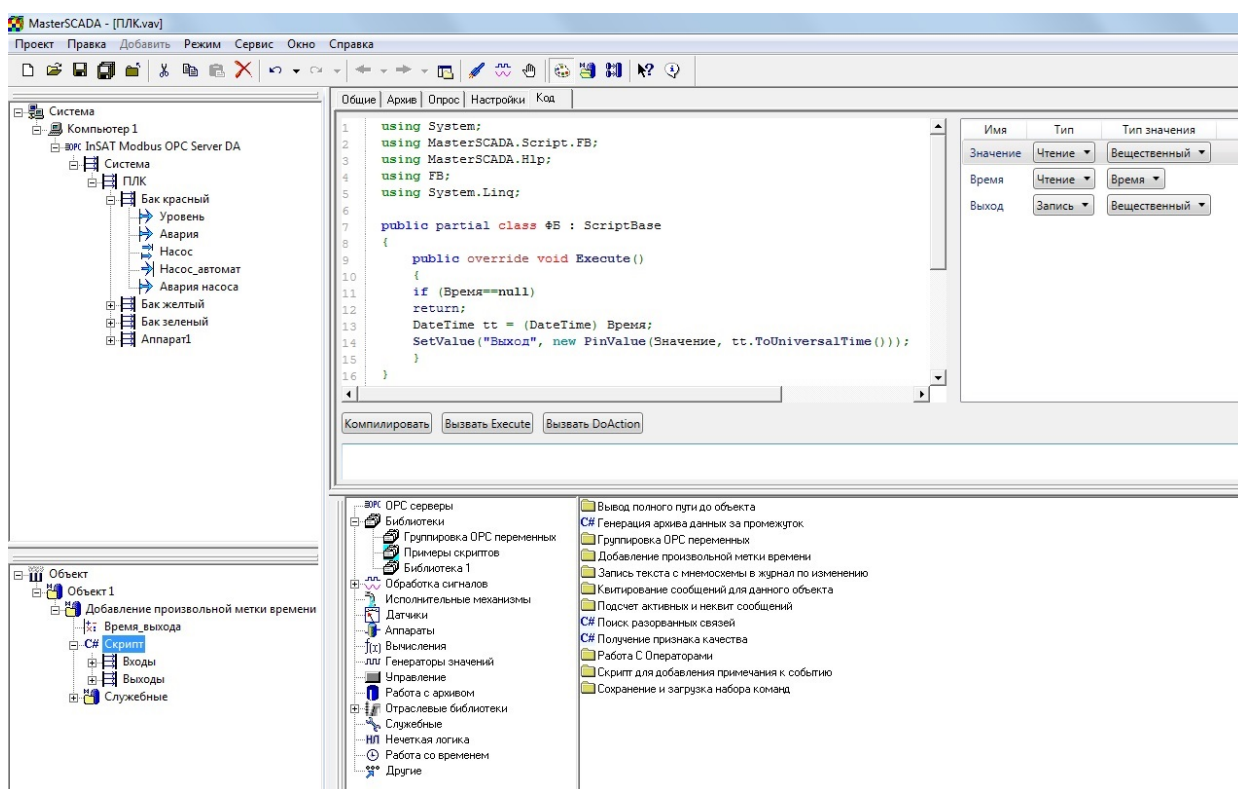 MasterSCADA - [ПЛК.vav]
Проект Правка Добавить Режим Сервис Окно Справка
Система
Компьютер 1
InSAT Modbus OPC Server DA
Система
ПЛК
Бак красный
Уровень
Авария
Насос
Насос_автомат
Авария насоса
Бак желтый
Бак зеленый
Аппарат1
Объект
Объект 1
Добавление произвольной метки времени
Время_выхода
C# Скрипт
Входы
Выходы
Служебные
Общие Архив Опрос Настройки Код
1 using System;
2 using MasterSCADA.Script.FB;
3 using MasterSCADA.Hlp;
4 using FB;
5 using System.Linq;
6
7 public partial class ФБ : ScriptBase
8 {
9 public override void Execute()
10 {
11 if (Время==null)
12 return;
13 DateTime tt = (DateTime) Время;
14 SetValue("Выход", new PinValue(Значение, tt.ToUniversalTime()));
15 }
16 }
Имя Тип Тип значения
Значение Чтение Вещественный
Время Чтение Время
Выход Запись Вещественный
Компилировать Вызвать Execute Вызвать DoAction
OPC серверы
Библиотеки
Группировка OPC переменных
Примеры скриптов
Библиотека 1
Обработка сигналов
Исполнительные механизмы
Датчики
Аппараты
f(x) Вычисления
Генераторы значений
Управление
Работа с архивом
Отраслевые библиотеки
Служебные
НЛ Нечеткая логика
Работа со временем
Другие
Вывод полного пути до объекта
C# Генерация архива данных за промежуток
Группировка OPC переменных
Добавление произвольной метки времени
Запись текста с мнемосхемы в журнал по изменению
Квитирование сообщений для данного объекта
Подсчет активных и неквит сообщений
C# Поиск разорванных связей
C# Получение признака качества
Работа С Операторами
Скрипт для добавления примечания к событию
Сохранение и загрузка набора команд